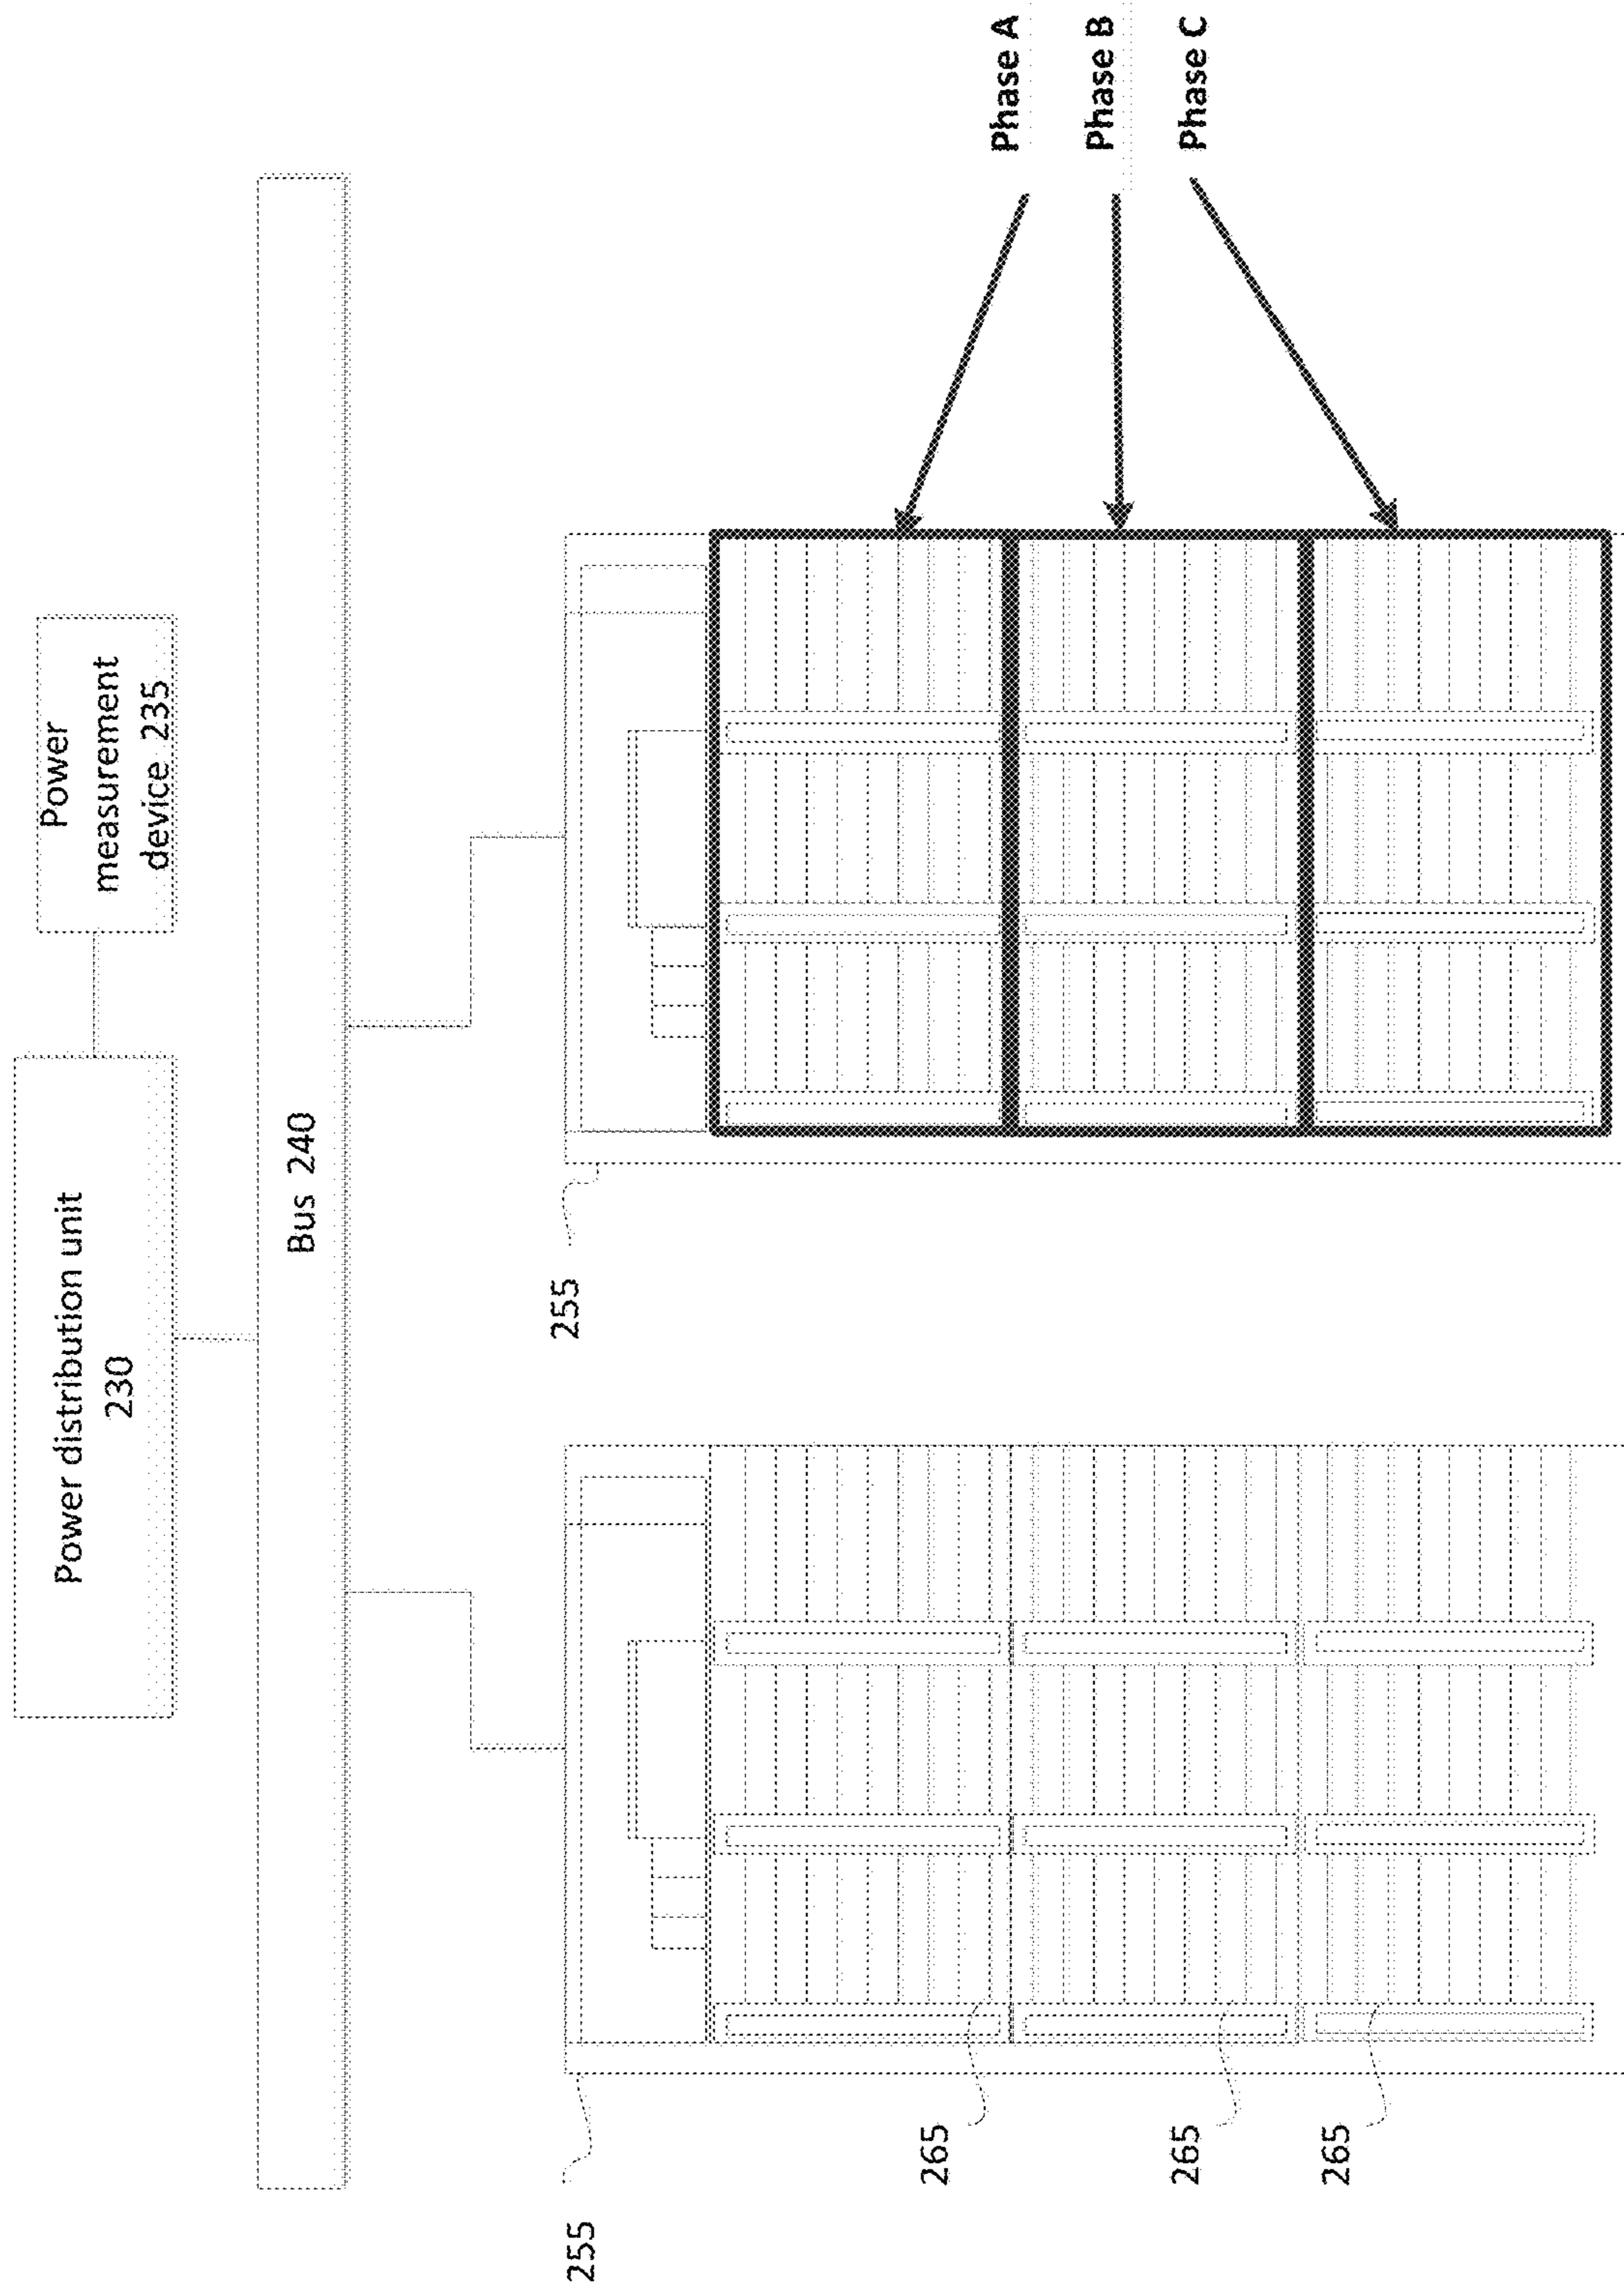 Power distribution unit
230
Power
measurement
device 235
Bus 240
255
255
Phase A
Phase B
Phase C
265
265
265